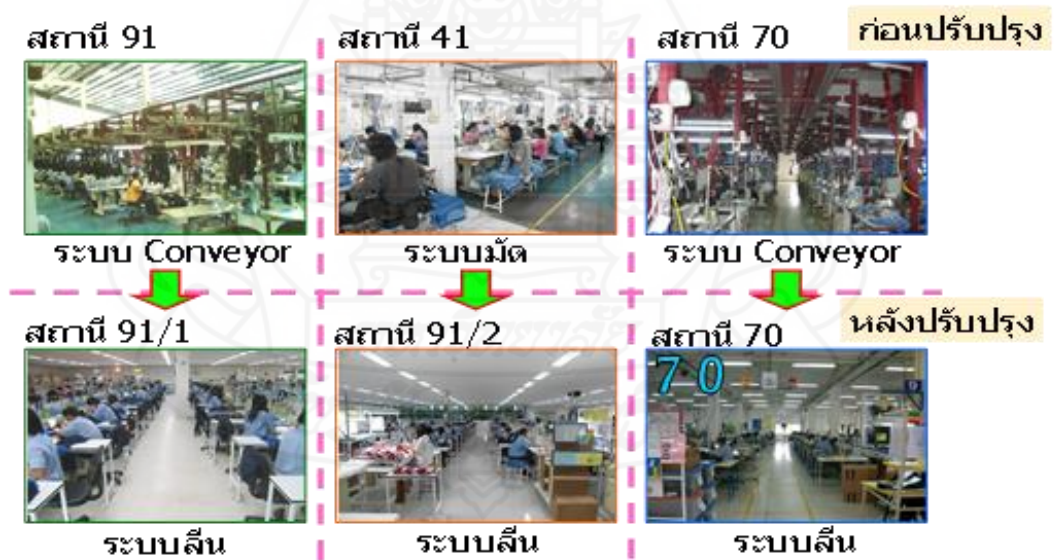 สถานี 91
สถานี 41
สถานี 70
ก่อนปรับปรุง
ระบบ Conveyor
ระบบมัด
ระบบ Conveyor
หลังปรับปรุง
สถานี 91/1
สถานี 91/2
สถานี 70
70
ระบบลีน
ระบบลีน
ระบบลีน